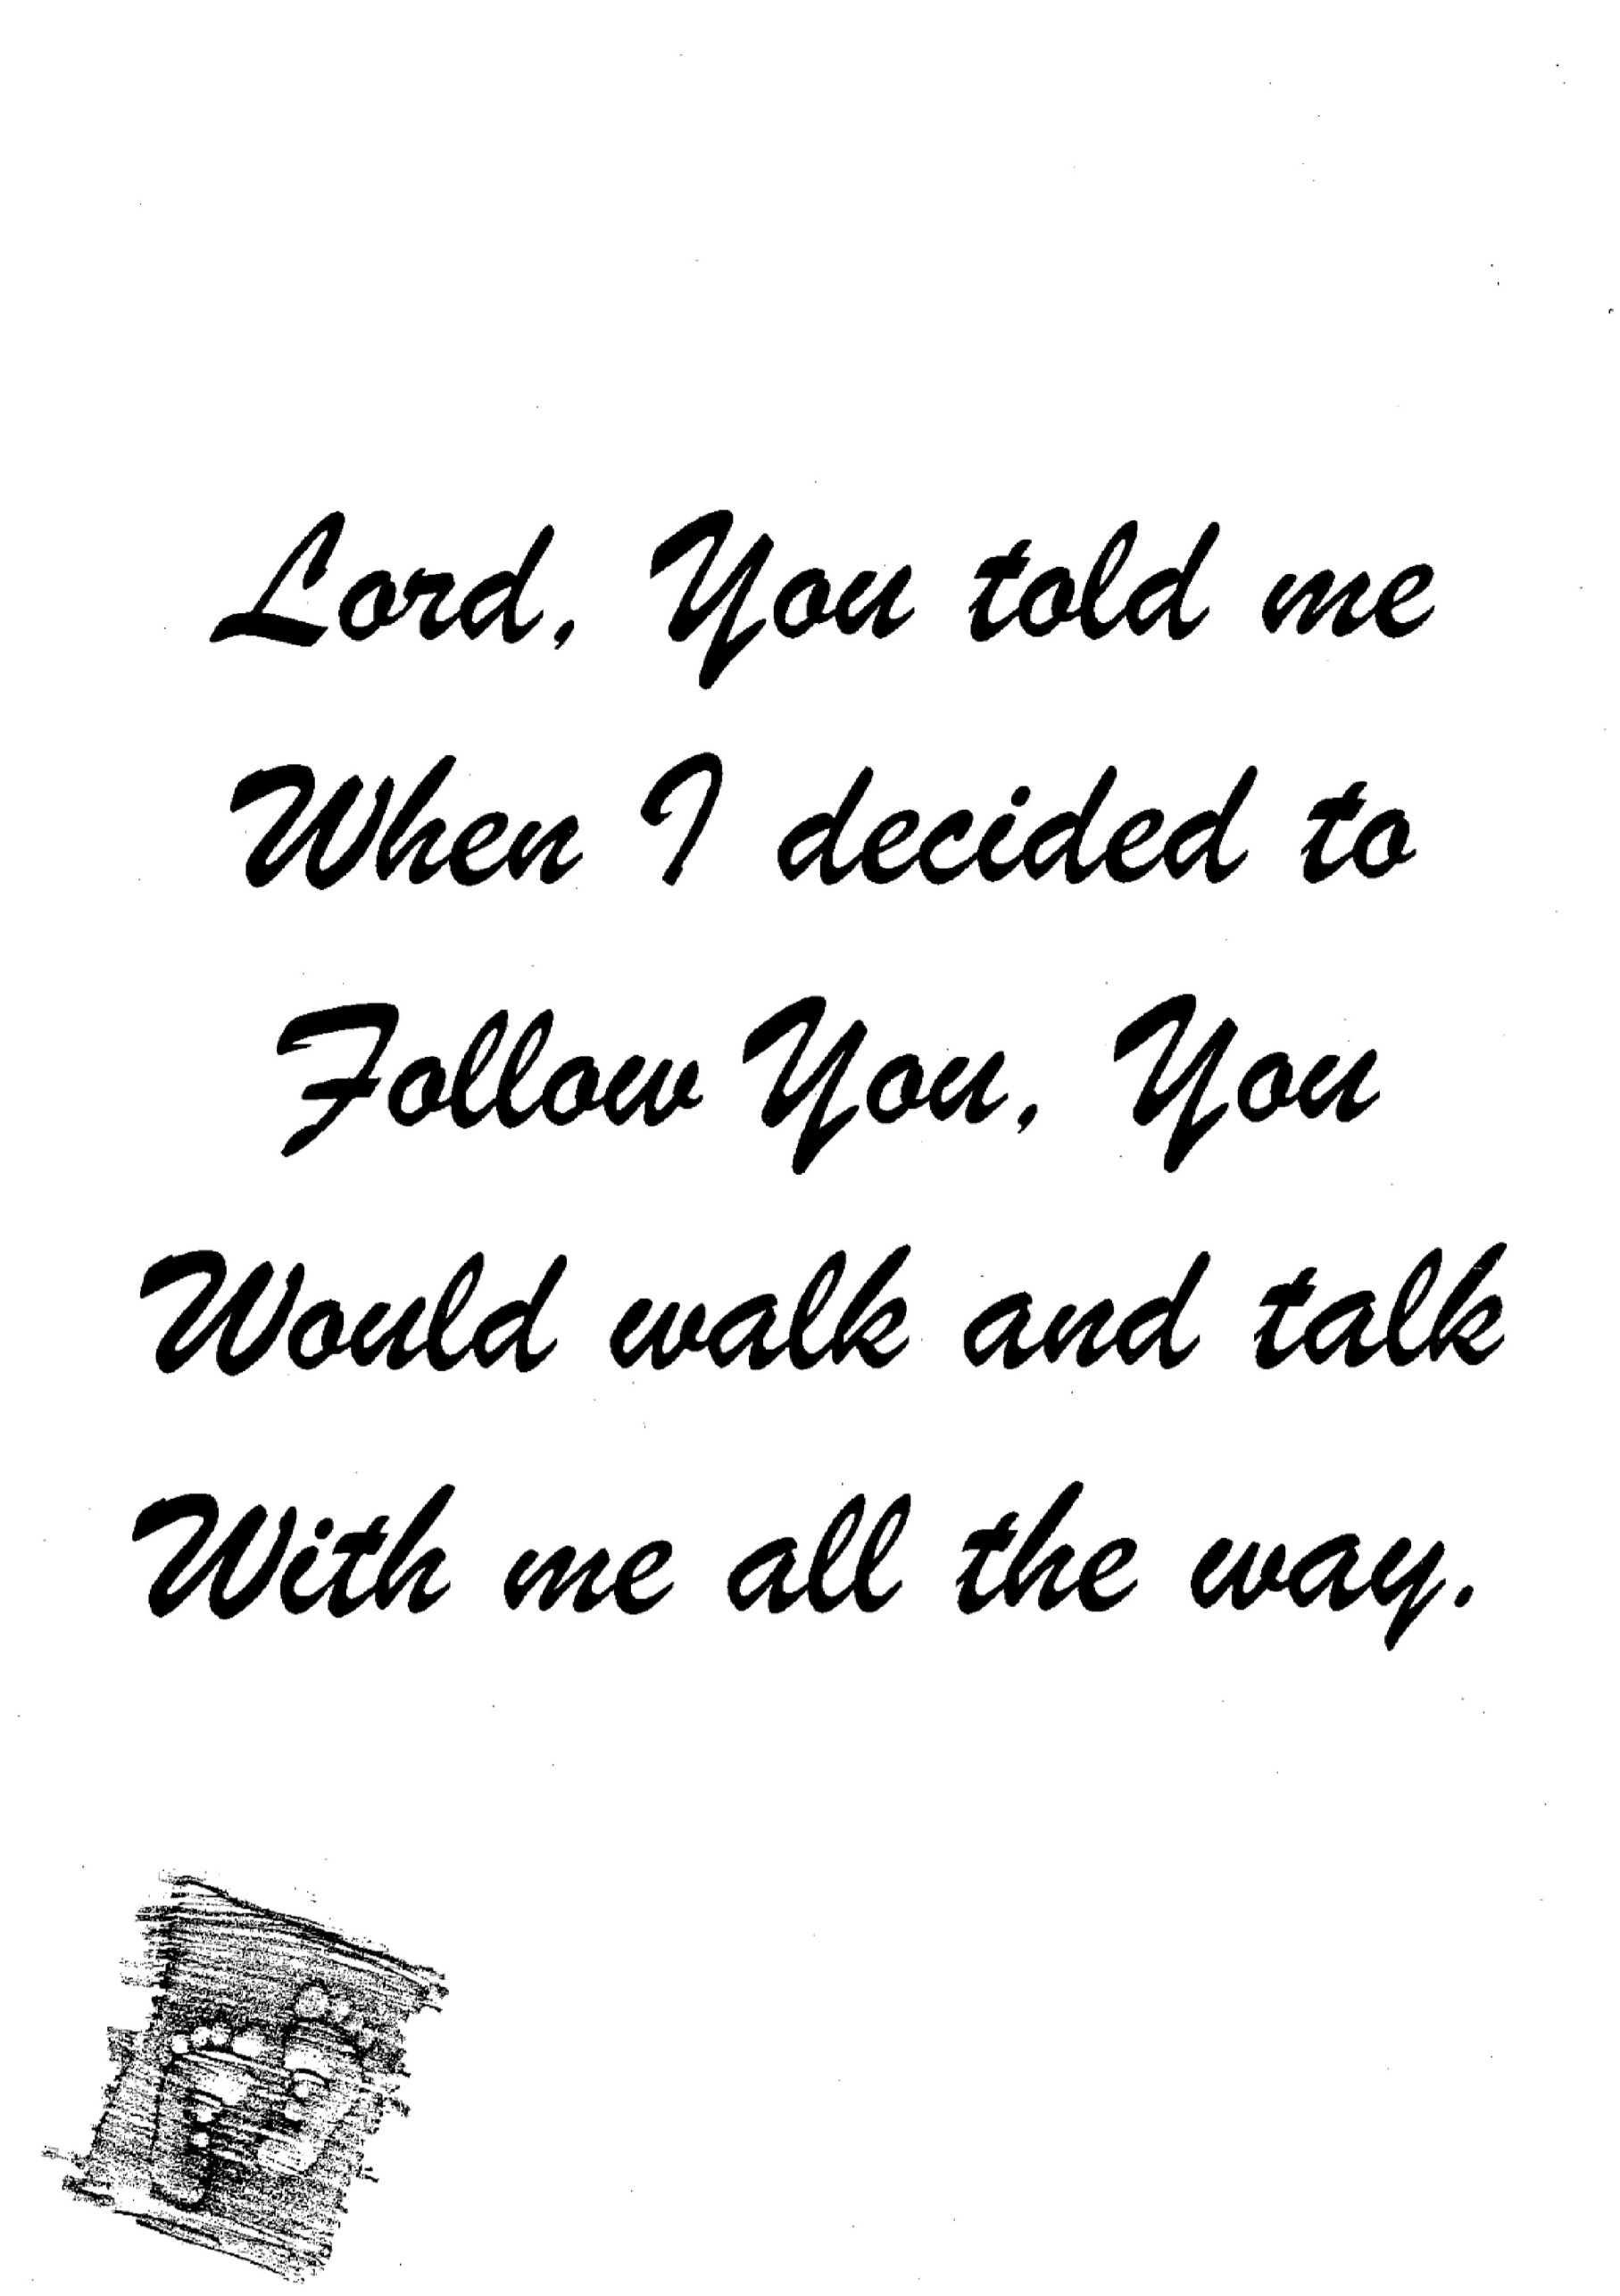 Lord, You told me
When I decided to
Follow You, You
Would walk and talk
With me all the way.